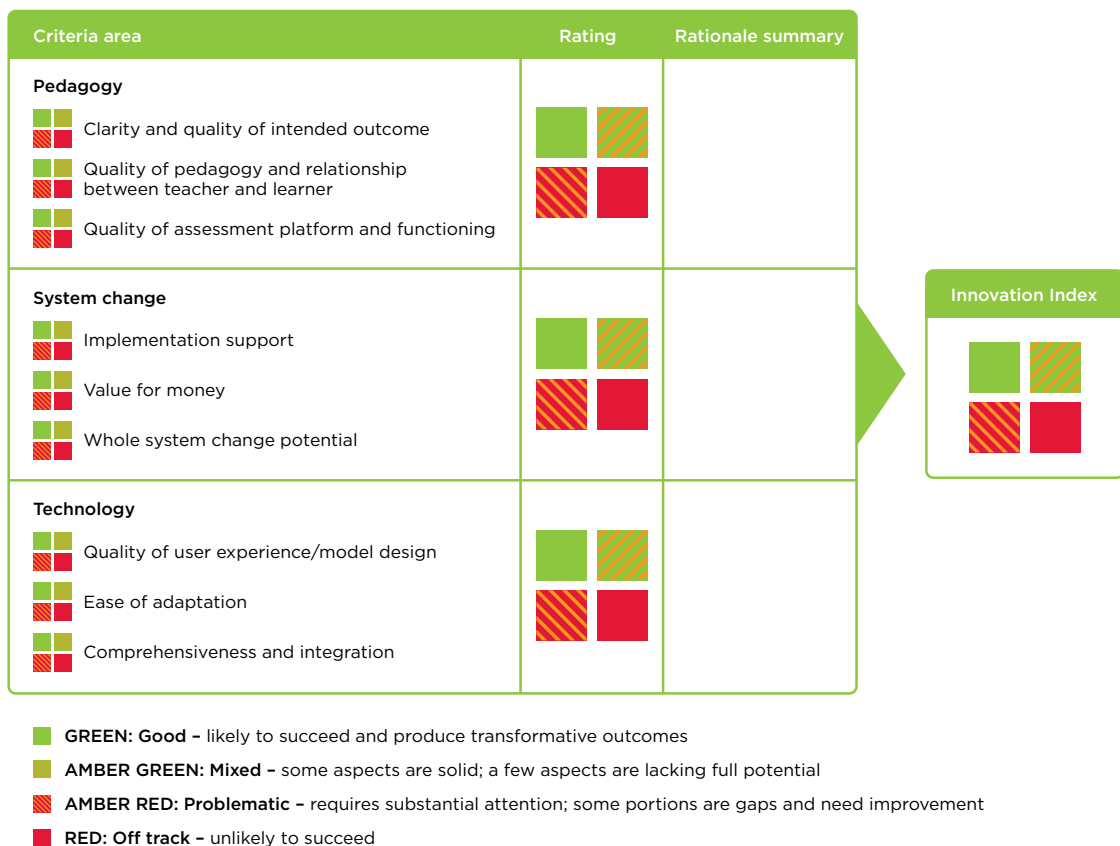 Criteria area
Rating
Rationale summary
Pedagogy
Clarity and quality of intended outcome
Quality of pedagogy and relationship
between teacher and learner
Quality of assessment platform and functioning
System change
Implementation support
Value for money
Whole system change potential
Technology
Quality of user experience/model design
Ease of adaptation
Comprehensiveness and integration
Innovation Index
GREEN: Good – likely to succeed and produce transformative outcomes
AMBER GREEN: Mixed – some aspects are solid; a few aspects are lacking full potential
AMBER RED: Problematic – requires substantial attention; some portions are gaps and need improvement
RED: Off track – unlikely to succeed